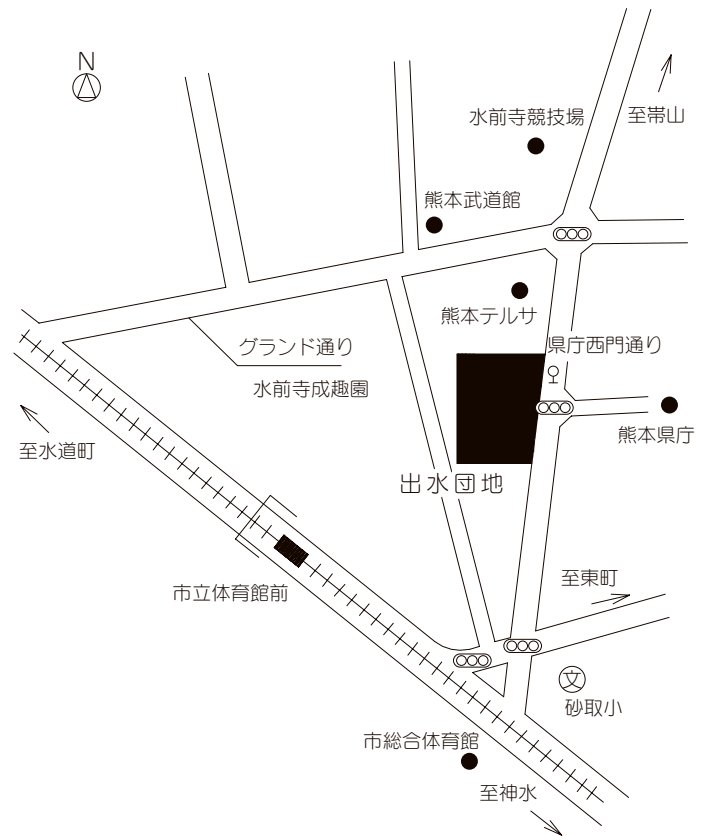 N
水前寺競技場
至帯山
熊本武道館
熊本テルサ
グランド通り
県庁西門通り
水前寺成趣園
熊本県庁
至水道町
出水団地
市立体育館前
至東町
文
砂取小
市総合体育館
至神水